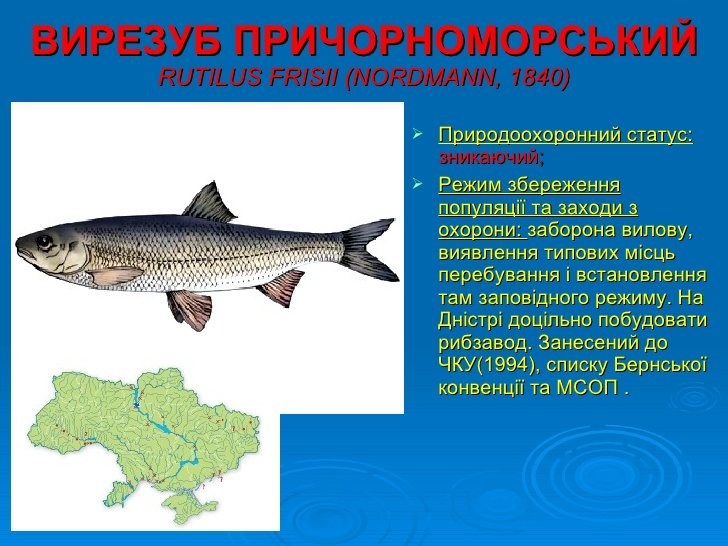 ВИРЕЗУБ ПРИЧОРНОМОРСЬКИЙ
RUTILUS FRISII (NORDMANN, 1840)
Природоохоронний статус:
зникаючий;
Режим збереження
популяції та заходи з
охорони: заборона вилову,
виявлення типових місць
перебування і встановлення
там заповідного режиму. На
Дністрі доцільно побудовати
рибзавод. Занесений до
ЧКУ(1994), списку Бернської
конвенції та МСОП .